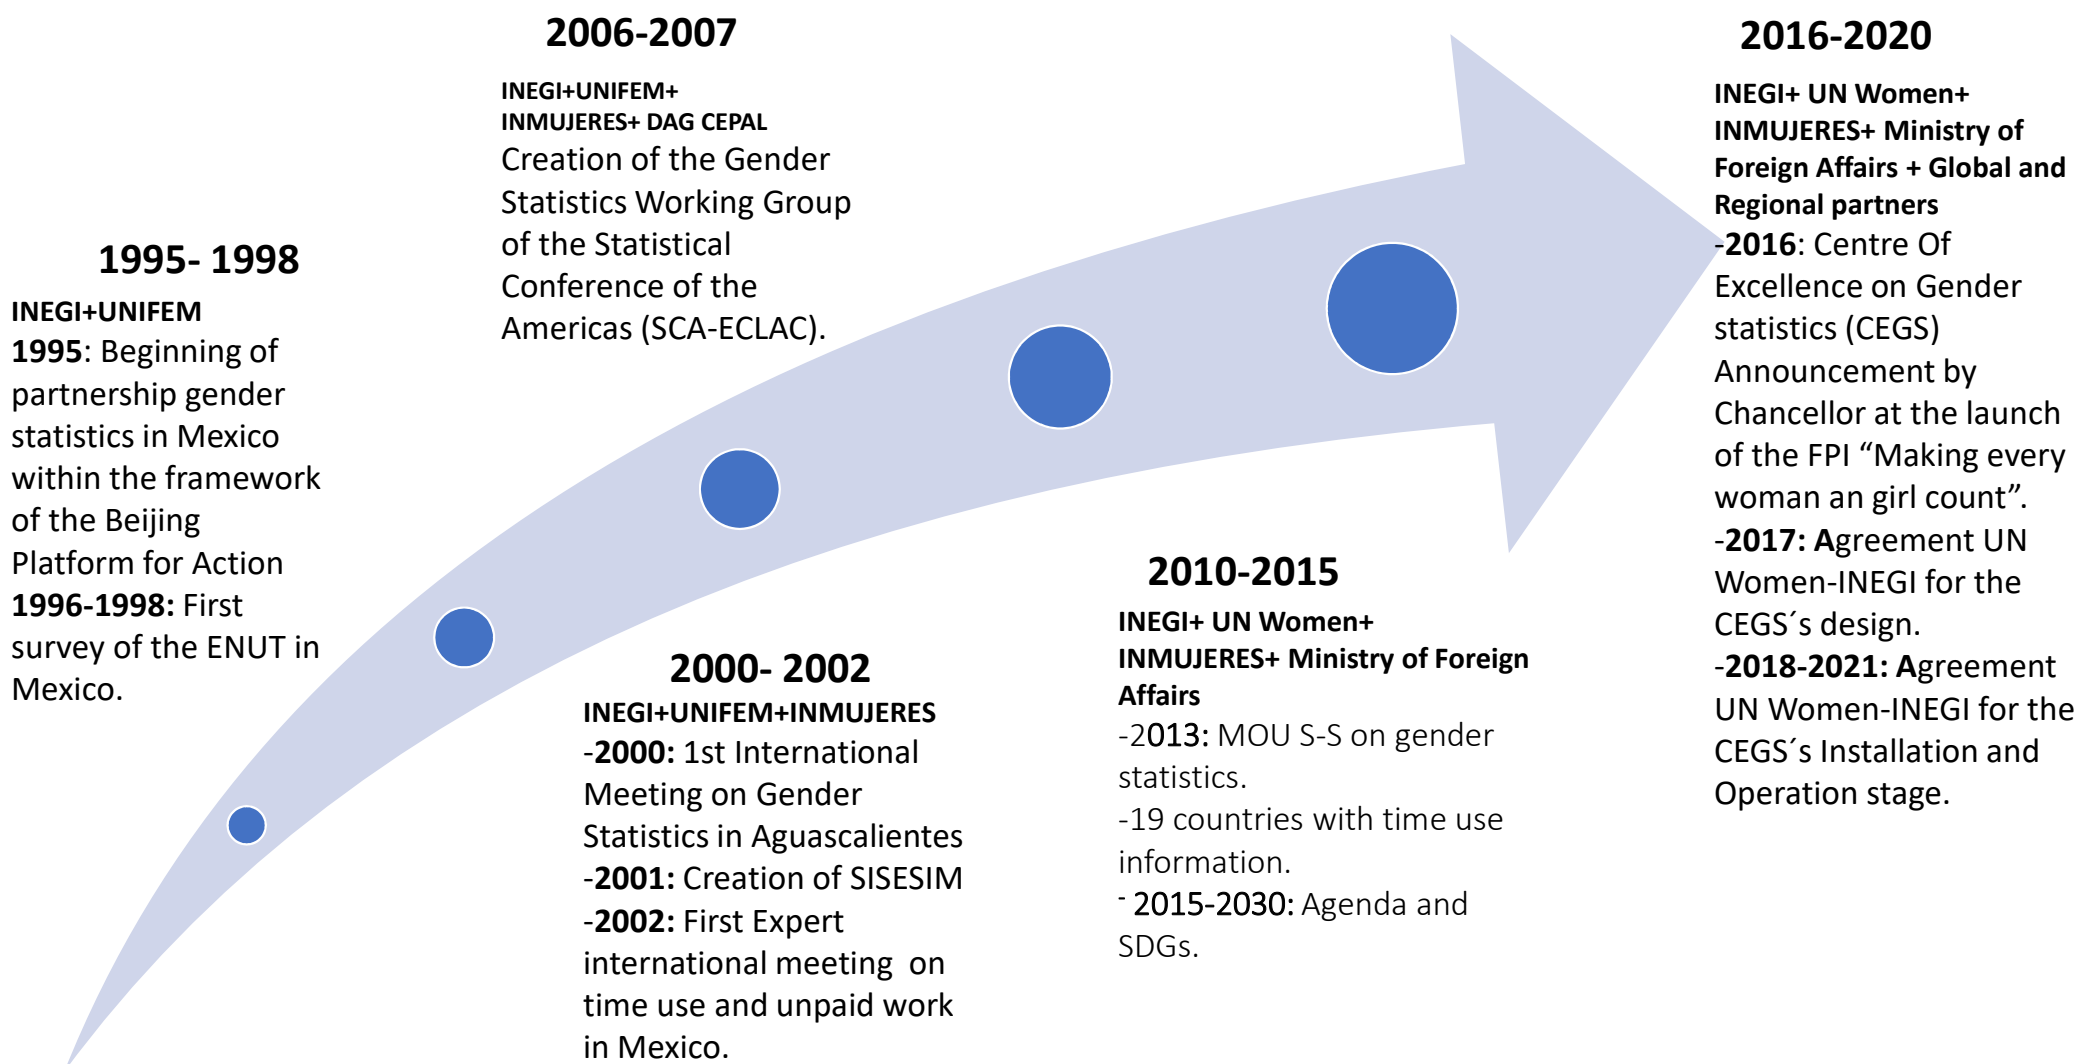 1995- 1998
INEGI+UNIFEM
1995: Beginning of
partnership gender
statistics in Mexico
within the framework
of the Beijing
Platform for Action
1996-1998: First
survey of the ENUT in
Mexico.
2000- 2002
INEGI+UNIFEM+INMUJERES
-2000: 1st International
Meeting on Gender
Statistics in Aguascalientes
-2001: Creation of SISESIM
-2002: First Expert
international meeting on
time use and unpaid work
in Mexico.
2006-2007
INEGI+UNIFEM+
INMUJERES+ DAG CEPAL
Creation of the Gender
Statistics Working Group
of the Statistical
Conference of the
Americas (SCA-ECLAC).
2010-2015
INEGI+ UN Women+
INMUJERES+ Ministry of Foreign
Affairs
-2013: MOU S-S on gender
statistics.
-19 countries with time use
information.
- 2015-2030: Agenda and
SDGs.
2016-2020
INEGI+ UN Women+
INMUJERES+ Ministry of
Foreign Affairs + Global and
Regional partners
-2016: Centre Of
Excellence on Gender
statistics (CEGS)
Announcement by
Chancellor at the launch
of the FPI “Making every
woman an girl count”.
-2017: Agreement UN
Women-INEGI for the
CEGS´s design.
-2018-2021: Agreement
UN Women-INEGI for the
CEGS´s Installation and
Operation stage.